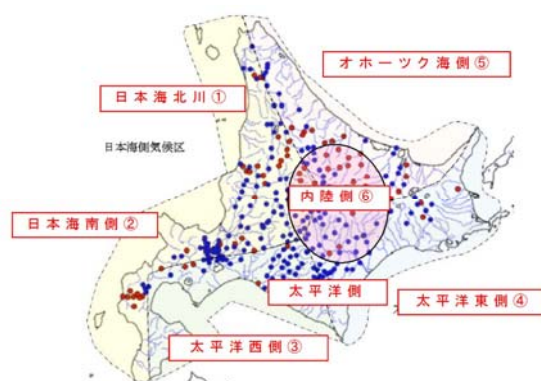 オホーツク海側⑤
日本海北川①
日本海側気候区
内陸側⑥
日本海南側②
太平洋側
太平洋東側④
太平洋西側③